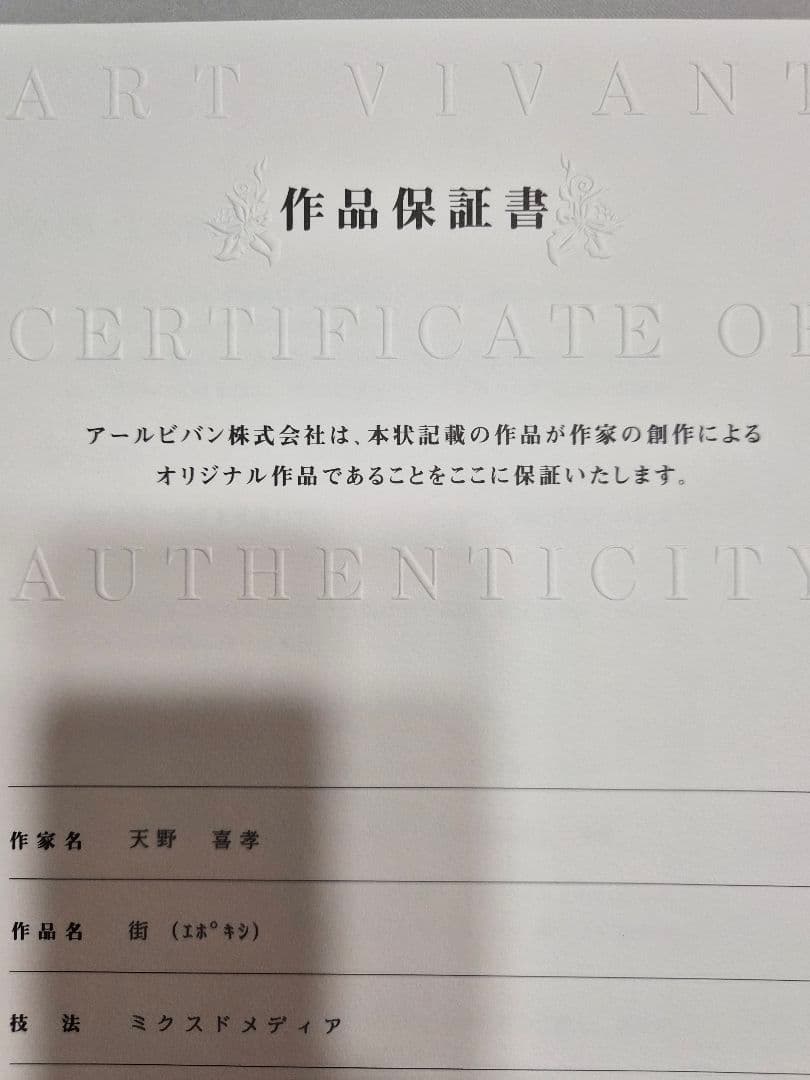 ART VIVANT
作品保証書
CERTIFICATE OF
アールビバン株式会社は、本状記載の作品が作家の創作による
オリジナル作品であることをここに保証いたします。
AUTHENTICITY
作家名 天野 喜孝
作品名 街 (ｴﾎﾟｷｼ)
技 法 ミクスドメディア